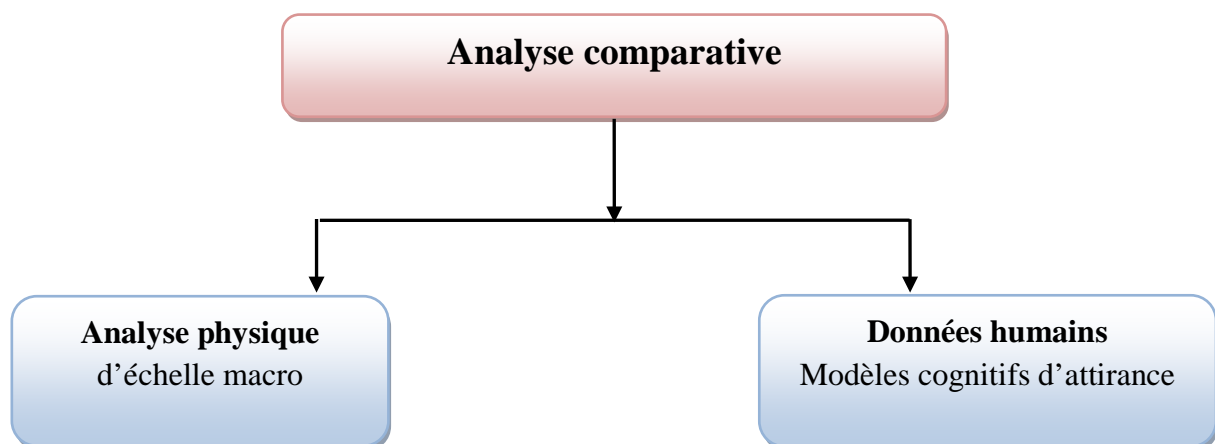 Analyse comparative
Analyse physique
d’échelle macro
Données humains
Modèles cognitifs d’attirance